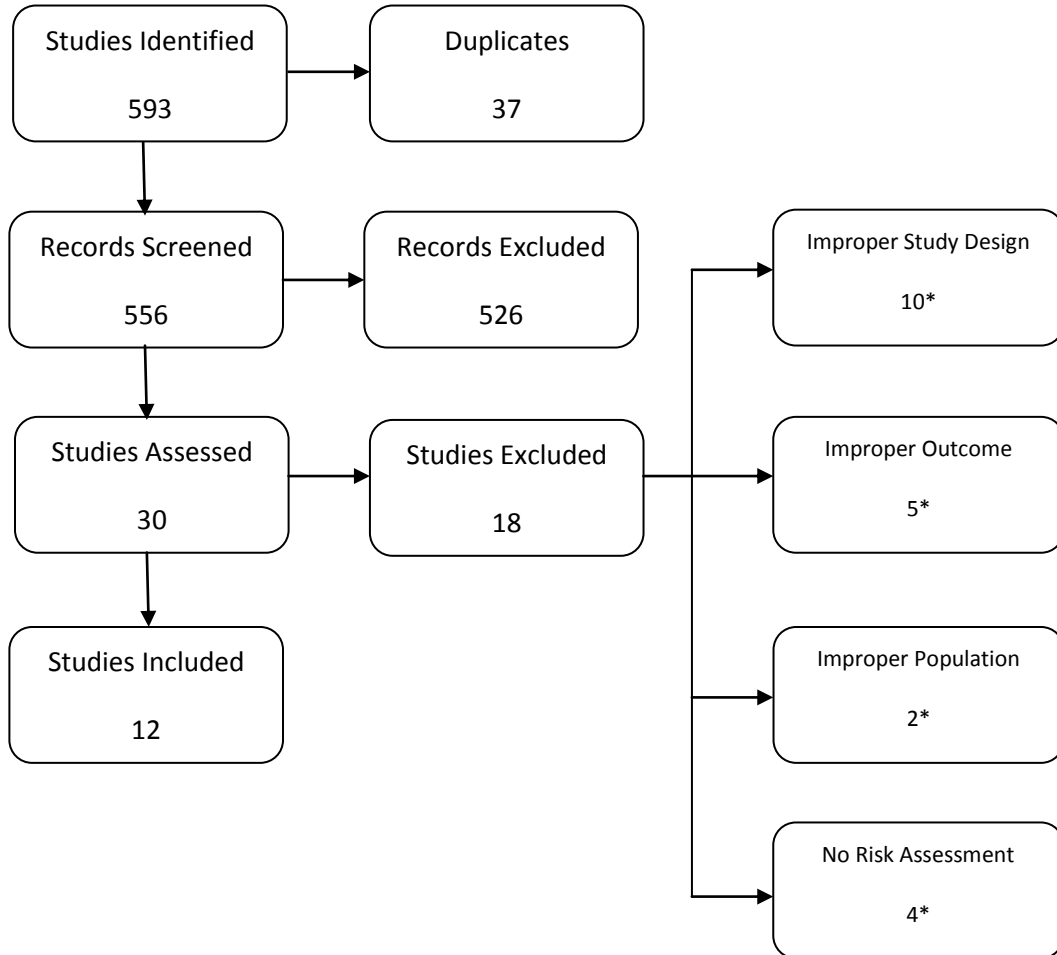 Studies Identified
593
Duplicates
37
Records Screened
556
Records Excluded
526
Studies Assessed
30
Studies Excluded
18
Studies Included
12
Improper Study Design
10*
Improper Outcome
5*
Improper Population
2*
No Risk Assessment
4*